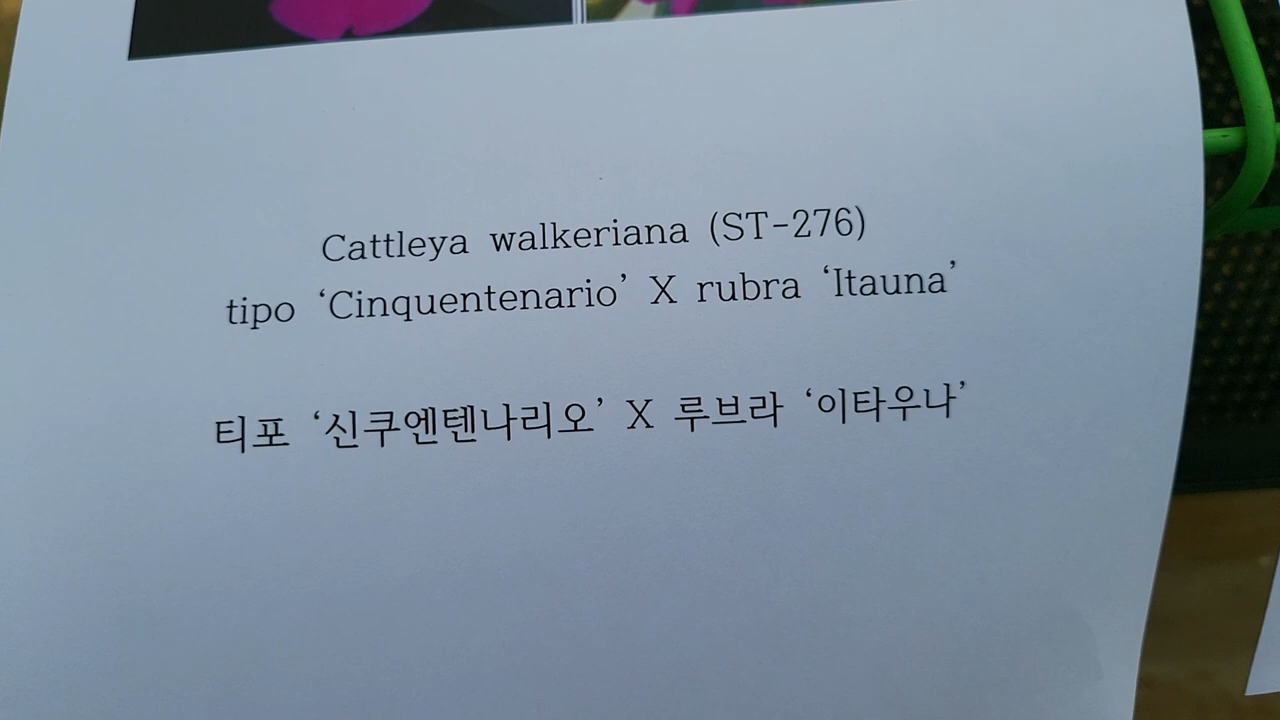 Cattleya walkeriana (ST-276)
tipo ‘Cinquentenario’ X rubra ‘Itauna’
티포 ‘신쿠엔텐나리오’ X 루브라 ‘이타우나’